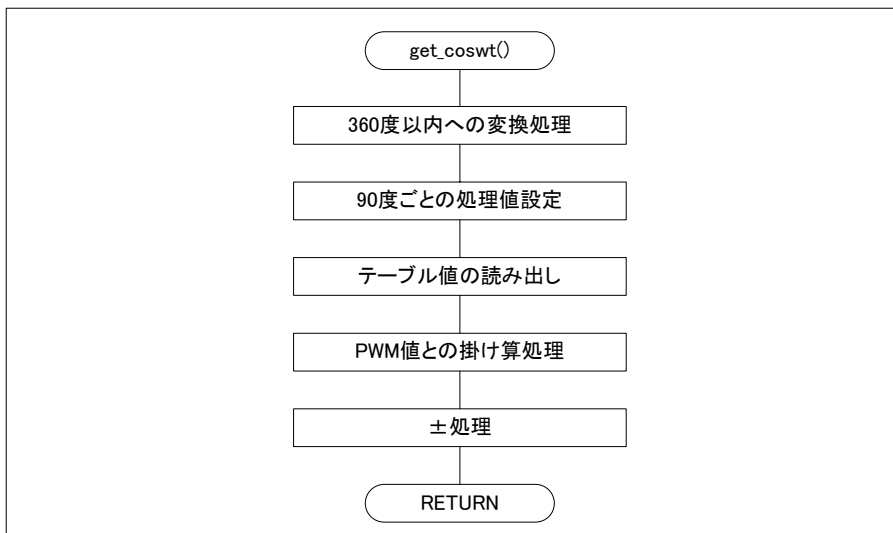 get_coswt()
360度以内への変換処理
90度ごとの処理値設定
テーブル値の読み出し
PWM値との掛け算処理
±処理
RETURN